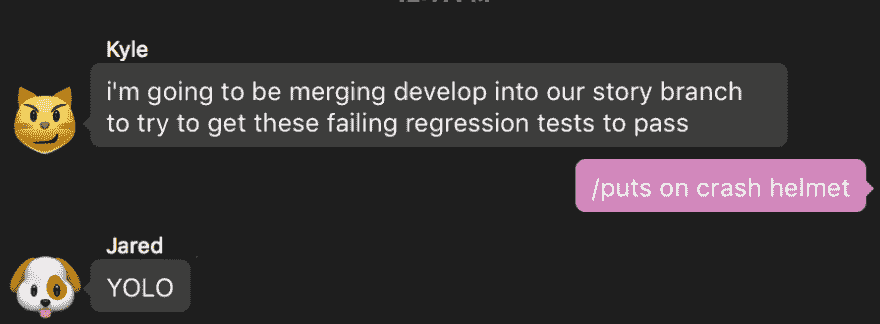 Kyle
i'm going to be merging develop into our story branch
to try to get these failing regression tests to pass
/puts on crash helmet
Jared
YOLO